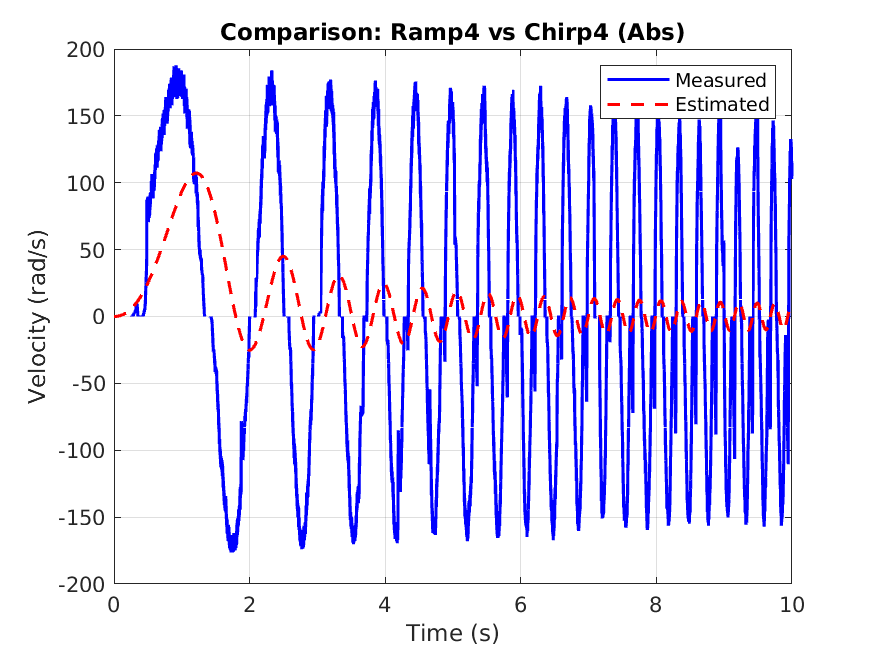 Comparison: Ramp4 vs Chirp4 (Abs)
Measured
Estimated
Velocity (rad/s)
200
150
100
50
0
-50
-100
-150
-200
0 2 4 6 8 10
Time (s)